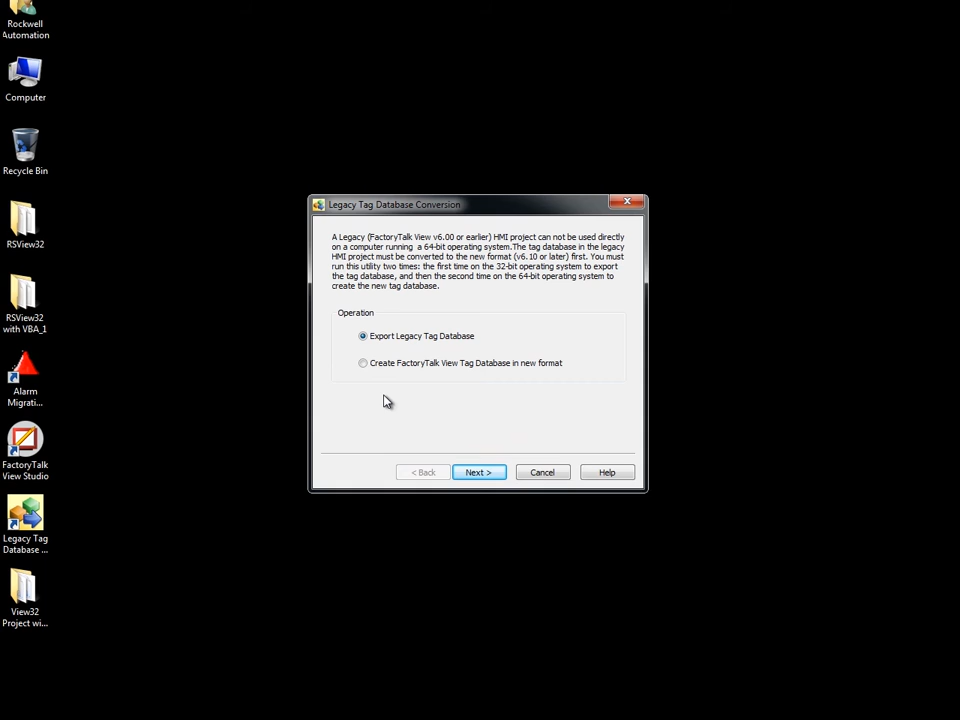 Rockwell
Automation
Computer
Recycle Bin
RSView32
RSView32
with VBA_1
Alarm
Migrati...
FactoryTalk
View Studio
Legacy Tag
Database ...
View32
Project wi...
Legacy Tag Database Conversion
A Legacy (FactoryTalk View v6.00 or earlier) HMI project can not be used directly
on a computer running a 64-bit operating system.The tag database in the legacy
HMI project must be converted to the new format (v6.10 or later) first. You must
run this utility two times: the first time on the 32-bit operating system to export
the tag database, and then the second time on the 64-bit operating system to
create the new tag database.
Operation
Export Legacy Tag Database
Create FactoryTalk View Tag Database in new format
< Back
Next >
Cancel
Help